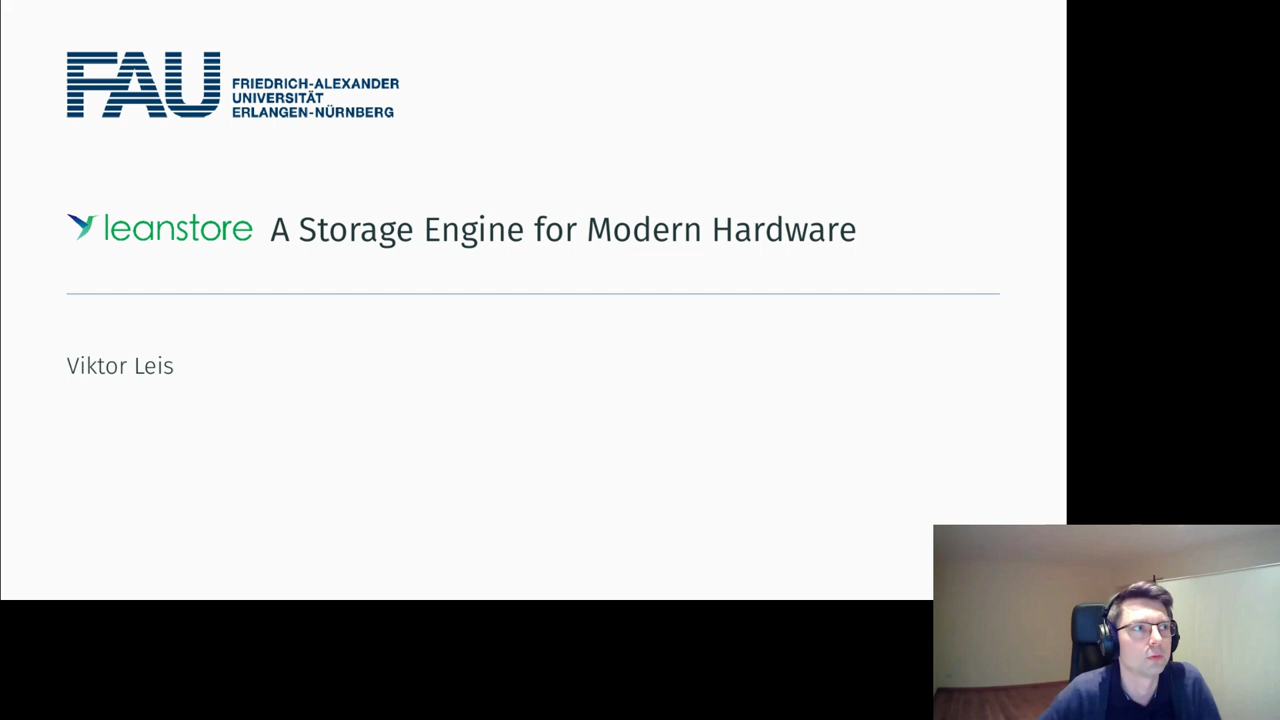 FAU FRIEDRICH-ALEXANDER
UNIVERSITÄT
ERLANGEN-NÜRNBERG
leanstore A Storage Engine for Modern Hardware
Viktor Leis